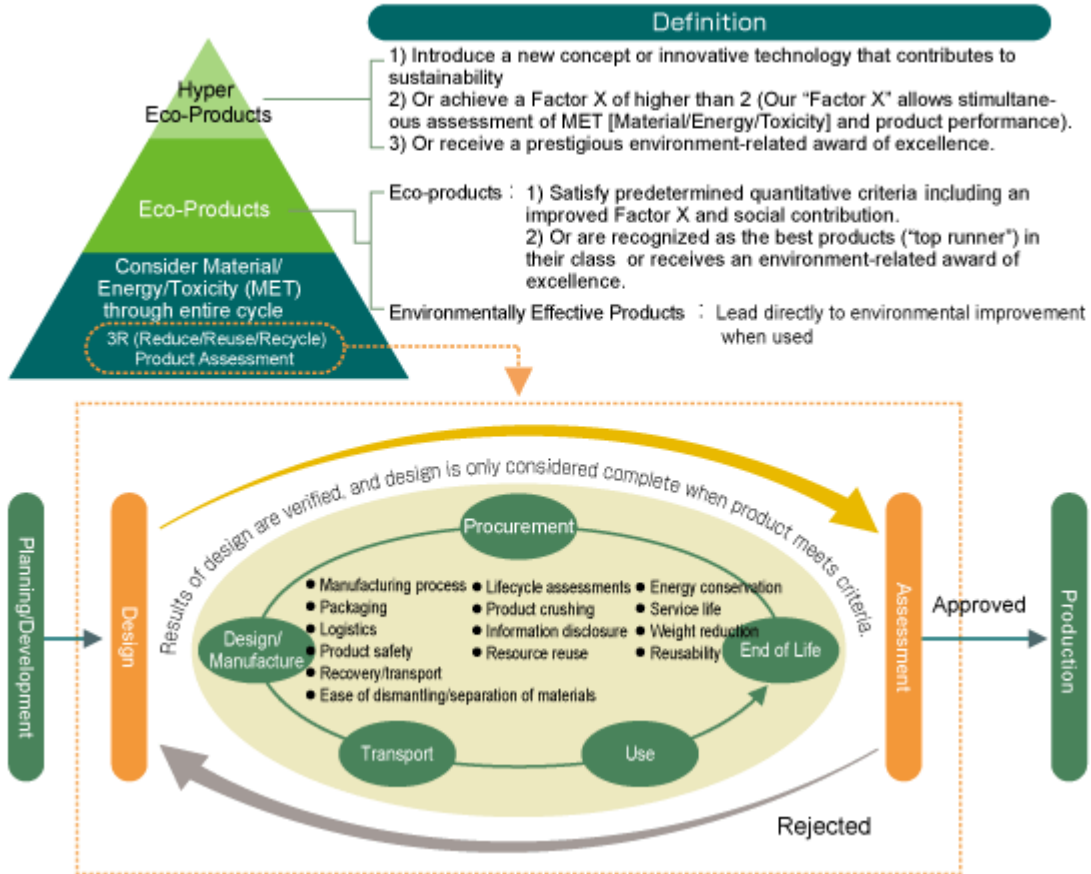 Definition
Hyper
Eco-Products
1) Introduce a new concept or innovative technology that contributes to
sustainability
2) Or achieve a Factor X of higher than 2 (Our “Factor X” allows stimultane-
ous assessment of MET [Material/Energy/Toxicity] and product performance).
3) Or receive a prestigious environment-related award of excellence.
Eco-Products
Eco-products : 1) Satisfy predetermined quantitative criteria including an
improved Factor X and social contribution.
2) Or are recognized as the best products (“top runner”) in
their class or receives an environment-related award of
excellence.
Environmentally Effective Products : Lead directly to environmental improvement
when used
Consider Material/
Energy/Toxicity (MET)
through entire cycle
3R (Reduce/Reuse/Recycle)
Product Assessment
Planning/Development
Design
Results of design are verified, and design is only considered complete when product meets criteria.
Procurement
Design/
Manufacture
Transport
Use
End of Life
● Manufacturing process
● Packaging
● Logistics
● Product safety
● Recovery/transport
● Ease of dismantling/separation of materials
● Lifecycle assessments
● Product crushing
● Information disclosure
● Resource reuse
● Energy conservation
● Service life
● Weight reduction
● Reusability
Assessment
Approved
Production
Rejected